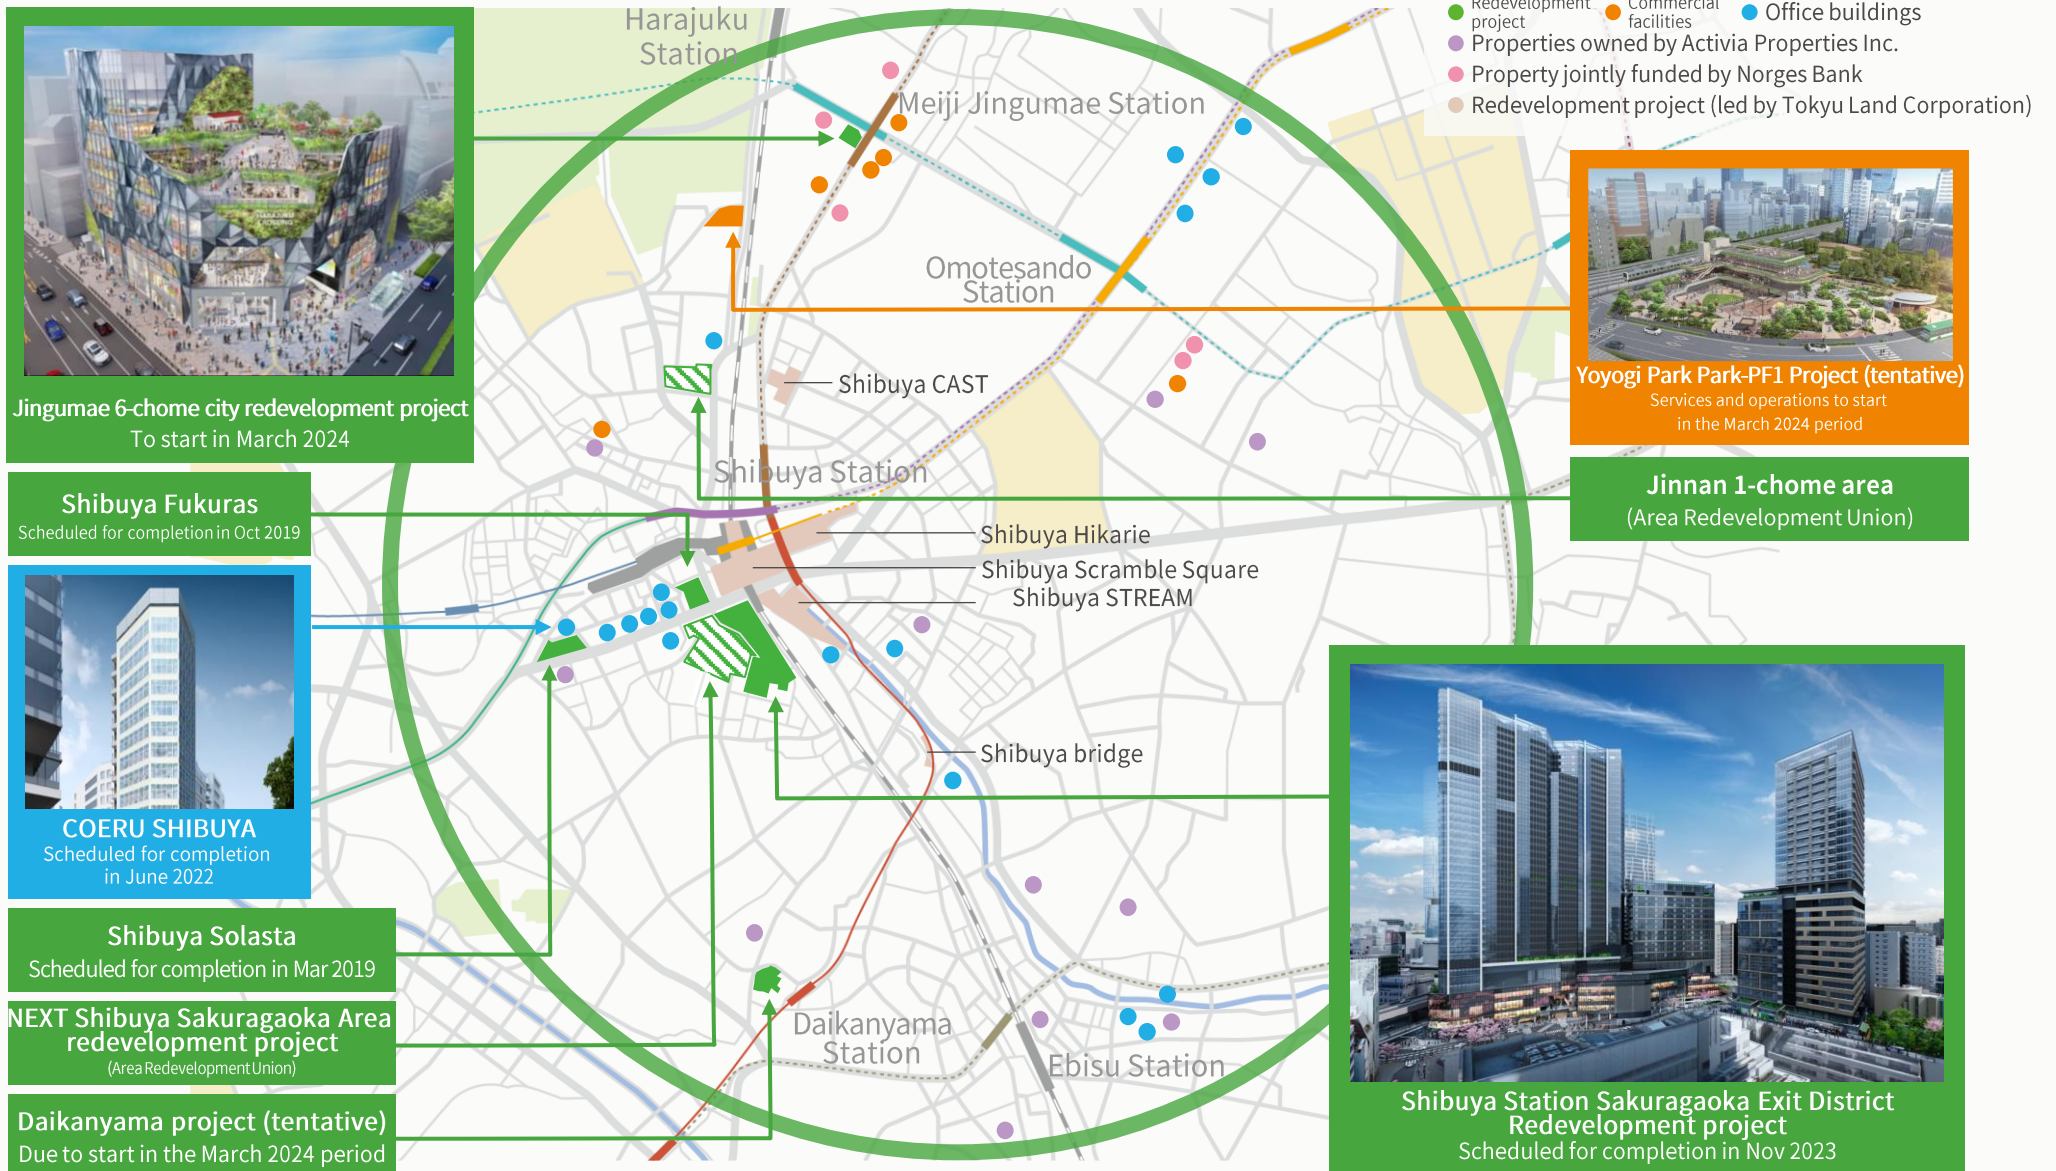 Harajuku
Station
Redevelopment
project
Commercial
facilities
Office buildings
Properties owned by Activia Properties Inc.
Property jointly funded by Norges Bank
Redevelopment project (led by Tokyu Land Corporation)
Meiji Jingumae Station
HARAJUKU
CROSSING
Jingumae 6-chome city redevelopment project
To start in March 2024
Omotesando
Station
Yoyogi Park Park-PF1 Project (tentative)
Services and operations to start
in the March 2024 period
Shibuya CAST
Shibuya Station
Jinnan 1-chome area
(Area Redevelopment Union)
Shibuya Fukuras
Scheduled for completion in Oct 2019
Shibuya Hikarie
Shibuya Scramble Square
Shibuya STREAM
COERU SHIBUYA
Scheduled for completion
in June 2022
Shibuya bridge
Shibuya Solasta
Scheduled for completion in Mar 2019
NEXT Shibuya Sakuragaoka Area
redevelopment project
(Area Redevelopment Union)
Daikanyama
Station
Ebisu Station
Daikanyama project (tentative)
Due to start in the March 2024 period
Shibuya Station Sakuragaoka Exit District
Redevelopment project
Scheduled for completion in Nov 2023